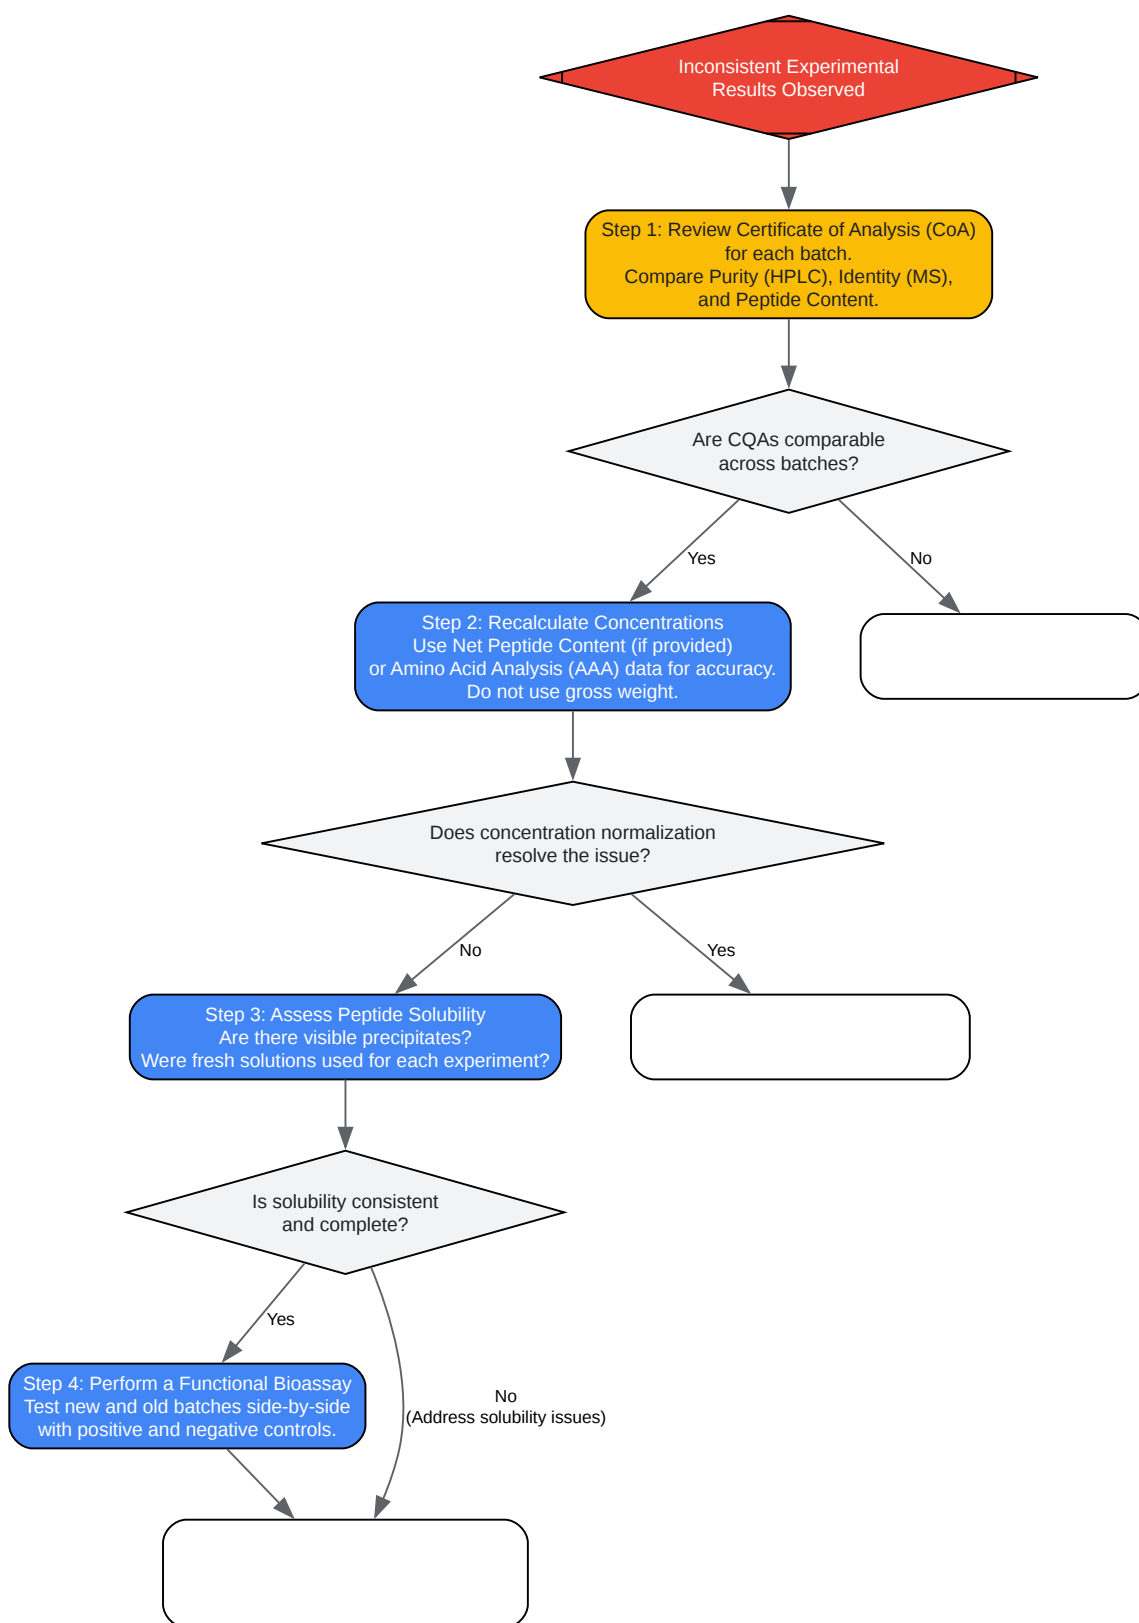 Inconsistent Experimental
Results Observed
Step 1: Review Certificate of Analysis (CoA)
for each batch.
Compare Purity (HPLC), Identity (MS),
and Peptide Content.
Are CQAs comparable
across batches?
Yes
No
Step 2: Recalculate Concentrations
Use Net Peptide Content (if provided)
or Amino Acid Analysis (AAA) data for accuracy.
Do not use gross weight.
Does concentration normalization
resolve the issue?
No
Yes
Step 3: Assess Peptide Solubility
Are there visible precipitates?
Were fresh solutions used for each experiment?
Is solubility consistent
and complete?
Yes
No
(Address solubility issues)
Step 4: Perform a Functional Bioassay
Test new and old batches side-by-side
with positive and negative controls.